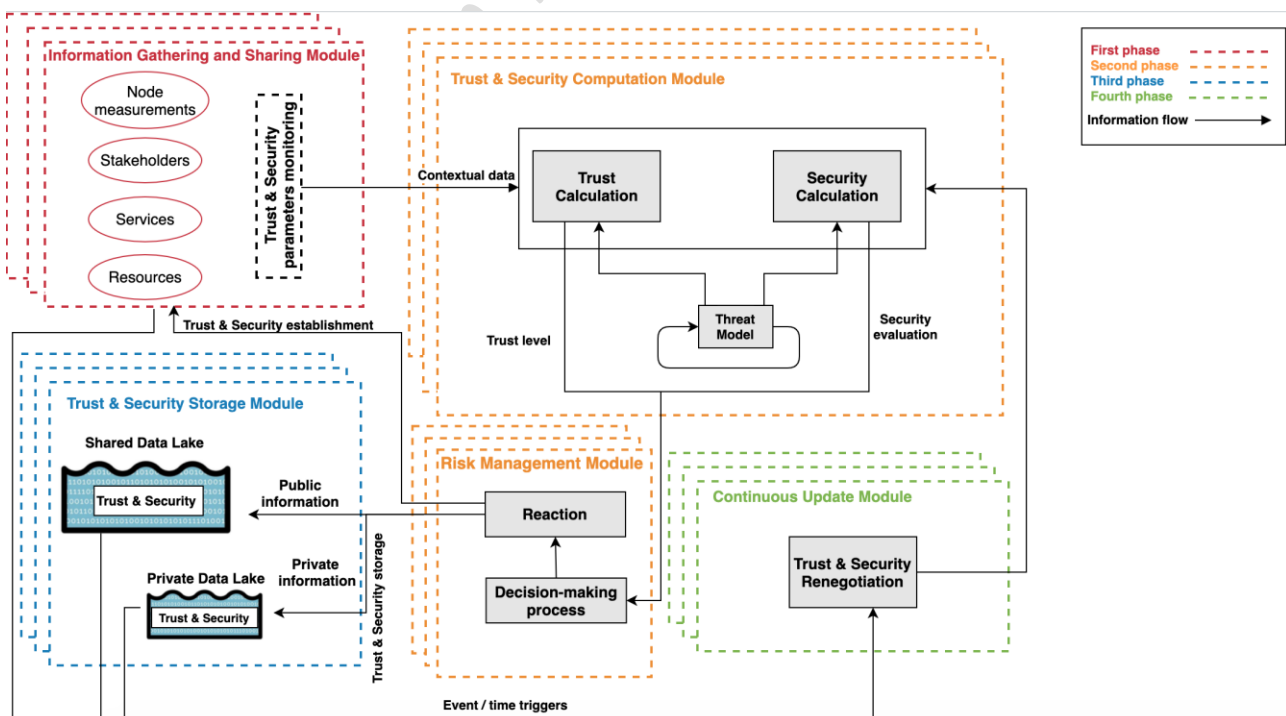 Information Gathering and Sharing Module
Node
measurements
Stakeholders
Services
Resources
Trust & Security
parameters monitoring
Contextual data
Trust & Security Computation Module
Trust
Calculation
Security
Calculation
Threat
Model
Trust level
Security
evaluation
First phase
Second phase
Third phase
Fourth phase
Information flow
Trust & Security establishment
Trust & Security Storage Module
Shared Data Lake
Trust & Security
Public
information
Private Data Lake
Trust & Security
Private
information
Trust & Security storage
Risk Management Module
Reaction
Decision-making
process
Continuous Update Module
Trust & Security
Renegotiation
Event / time triggers